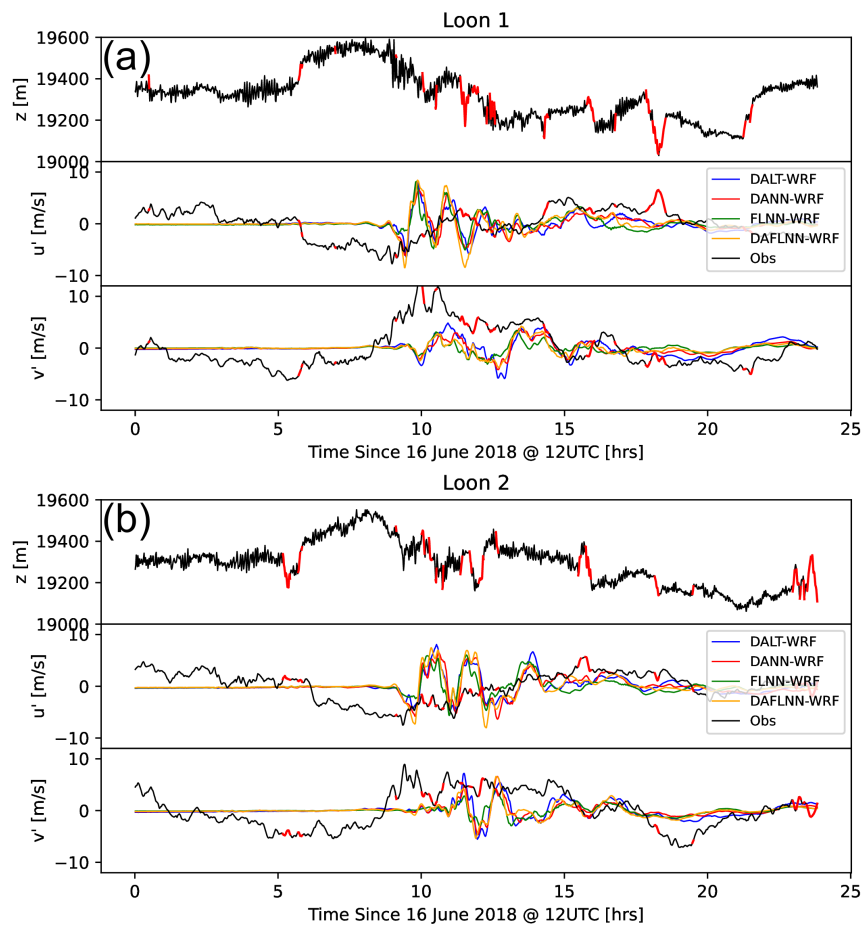 Loon 1
(a)
19600
19400
19200
19000
z [m]
10
0
−10
u' [m/s]
DALT-WRF
DANN-WRF
FLNN-WRF
DAFLNN-WRF
Obs
10
0
−10
v' [m/s]
0 5 10 15 20 25
Time Since 16 June 2018 @ 12UTC [hrs]
Loon 2
(b)
19600
19400
19200
19000
z [m]
10
0
−10
u' [m/s]
DALT-WRF
DANN-WRF
FLNN-WRF
DAFLNN-WRF
Obs
10
0
−10
v' [m/s]
0 5 10 15 20 25
Time Since 16 June 2018 @ 12UTC [hrs]